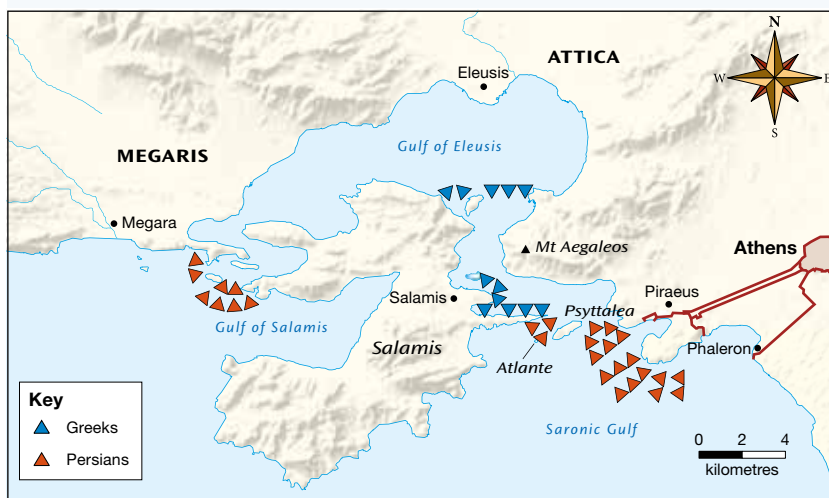 ATTICA
N
W
E
S
Eleusis
Gulf of Eleusis
MEGARIS
Megara
Mt Aegaleos
Athens
Salamis
Psyttalea
Piraeus
Gulf of Salamis
Salamis
Atlante
Phaleron
Key
Greeks
Persians
Saronic Gulf
0 2 4
kilometres